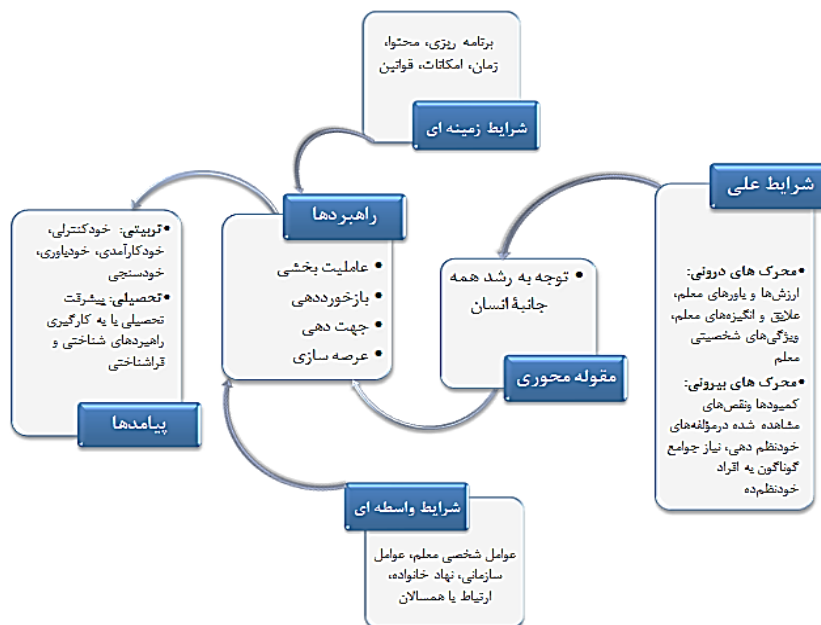 برنامه ریزی، محتوا،
زمان، امکانات، قوانین
شرایط زمینه ای
شرایط علی
•محرک های درونی:
ارزش‌ها و باورهای معلم،
علایق و انگیزه‌های معلم،
ویژگی‌های شخصیتی
معلم
•محرک های بیرونی:
کمبودها ونقص‌های
مشاهده شده درمؤلفه‌های
خودنظم دهی، نیاز جوامع
گوناگون به افراد
خودنظم‌ده
• توجه به رشد همه
جانبۀ انسان
مقوله محوری
راهبردها
• عاملیت بخشی
• بازخورددهی
• جهت دهی
• عرصه سازی
•تربیتی: خودکنترلی،
خودکارآمدی، خودیاوری،
خودسنجی
•تحصیلی: پیشرفت
تحصیلی با به کارگیری
راهبردهای شناختی و
فراشناختی
پیامدها
شرایط واسطه ای
عوامل شخصی معلم، عوامل
سازمانی، نهاد خانواده،
ارتباط با همسالان